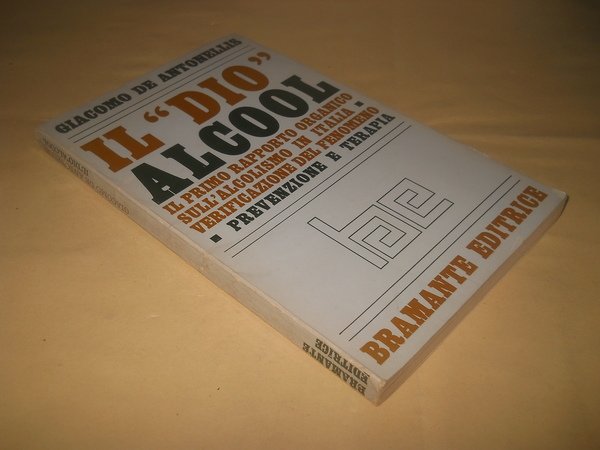 GIACOMO DE ANTONELLIS
IL "DIO"
ALCOOL
IL PRIMO RAPPORTO ORGANICO
SULL'ALCOLISMO IN ITALIA ▪
VERIFICAZIONE DEL FENOMENO
▪ PREVENZIONE E TERAPIA
BRAMANTE EDITRICE
BRAMANTE
EDITRICE